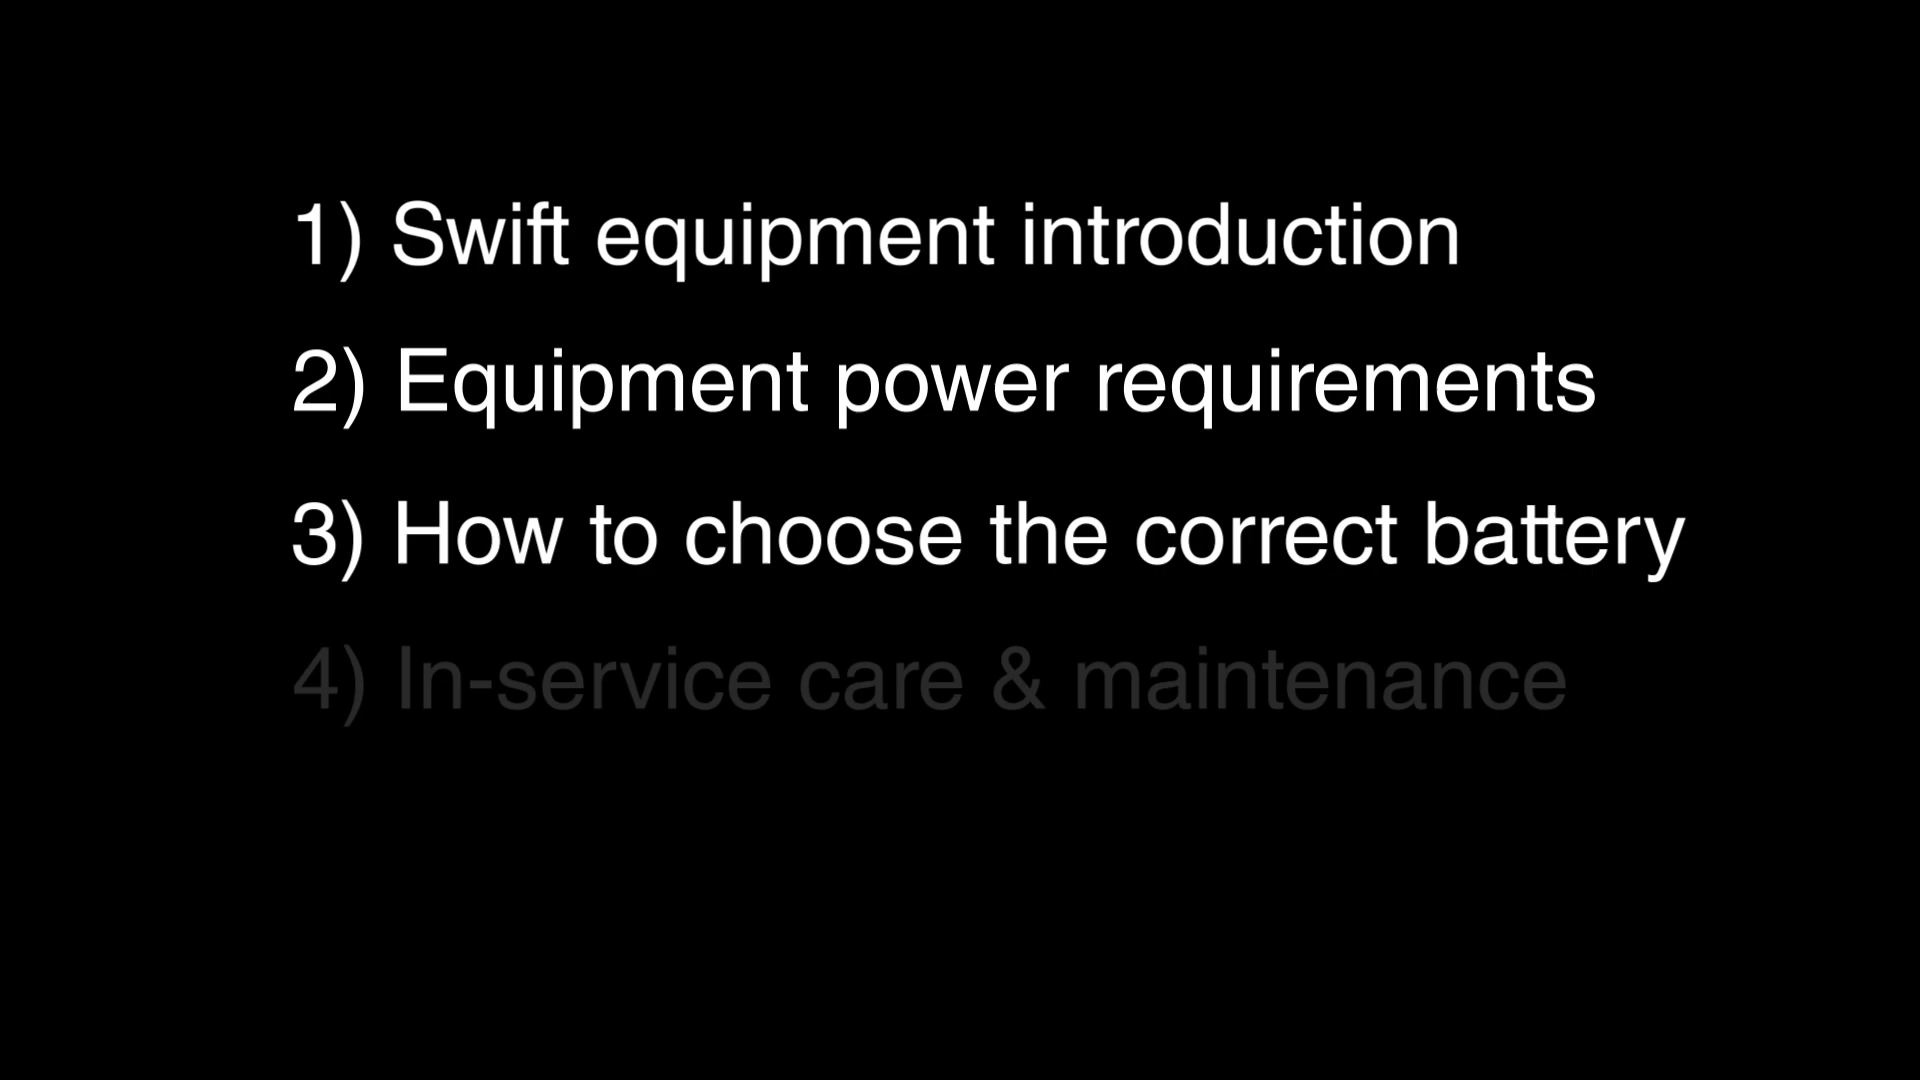 1) Swift equipment introduction
2) Equipment power requirements
3) How to choose the correct battery
4) In-service care & maintenance